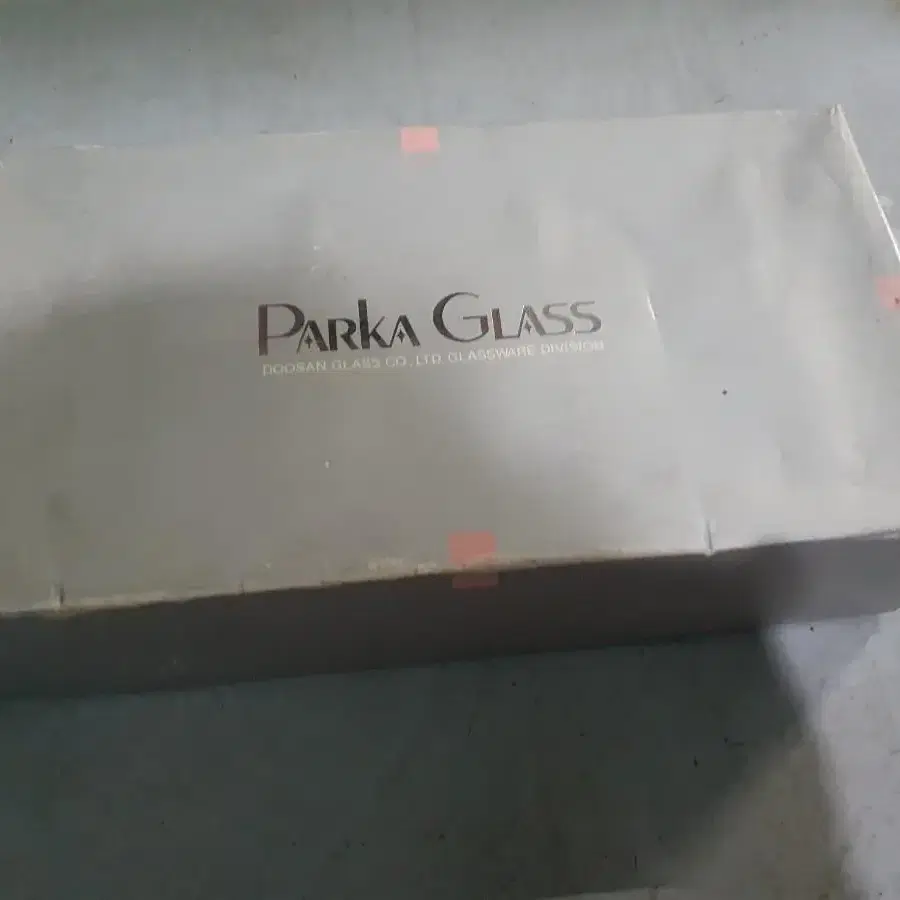 PARKA GLASS
DOOSAN GLASS CO., LTD. GLASSWARE DIVISION